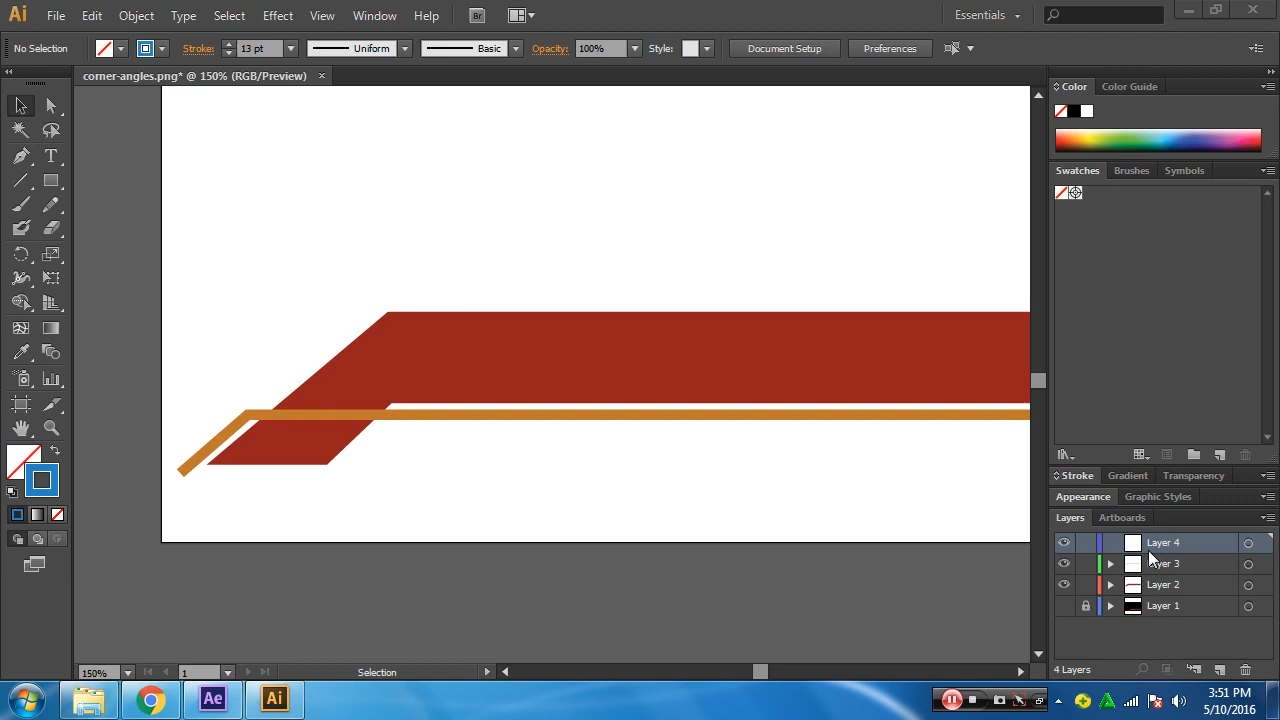 Ai File Edit Object Type Select Effect View Window Help Br Essentials
No Selection Stroke: 13 pt Uniform Basic Opacity: 100% Style: Document Setup Preferences
corner-angles.png* @ 150% (RGB/Preview) ×
Color Color Guide
Swatches Brushes Symbols
T
Stroke Gradient Transparency
Appearance Graphic Styles
Layers Artboards
Layer 4
Layer 3
Layer 2
Layer 1
4 Layers
150% 1 Selection
Ae Ai
3:51 PM
5/10/2016